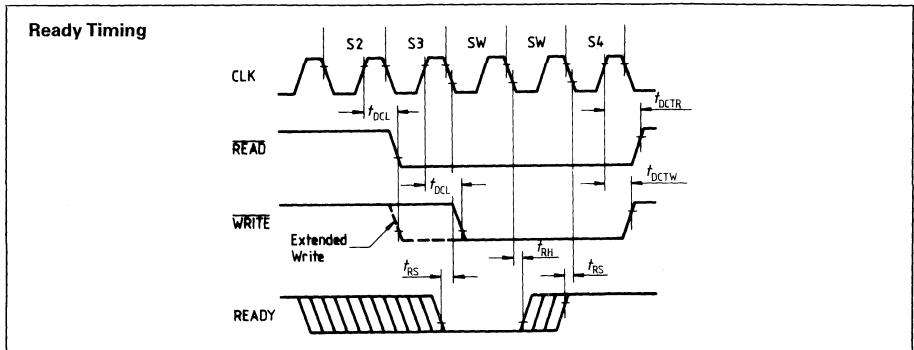 Ready Timing
S2 S3 SW SW S4
CLK
tDCL
tDCTR
READ
tDCL
tDCTW
WRITE
Extended
Write
tRS
tRH
tRS
READY